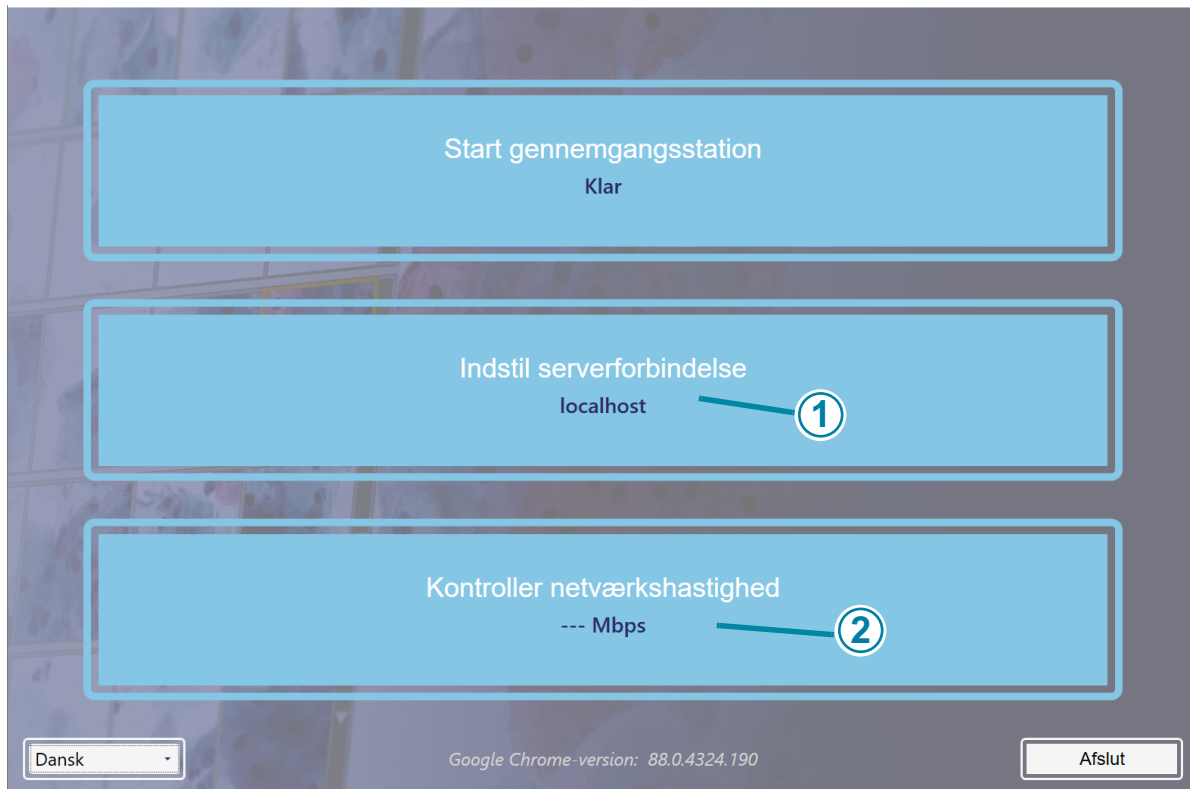 Start gennemgangsstation
Klar
Indstil serverforbindelse
localhost
1
Kontroller netværkshastighed
--- Mbps
2
Dansk
Google Chrome-version: 88.0.4324.190
Afslut